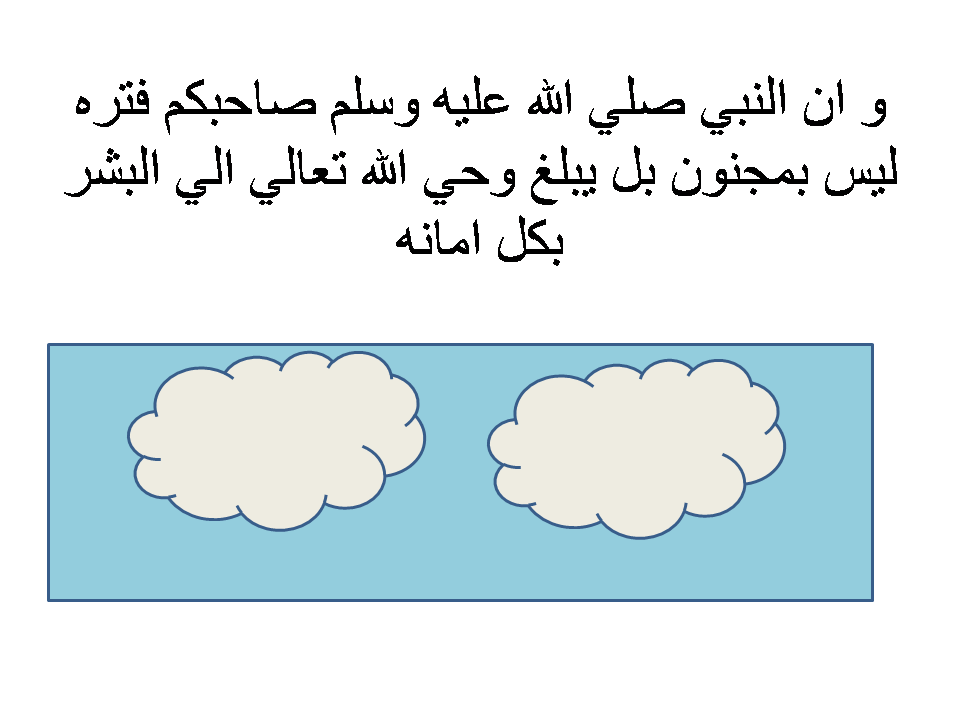 و ان النبي صلي الله عليه وسلم صاحبكم فتره
ليس بمجنون بل يبلغ وحي الله تعالي الي البشر
بكل امانه